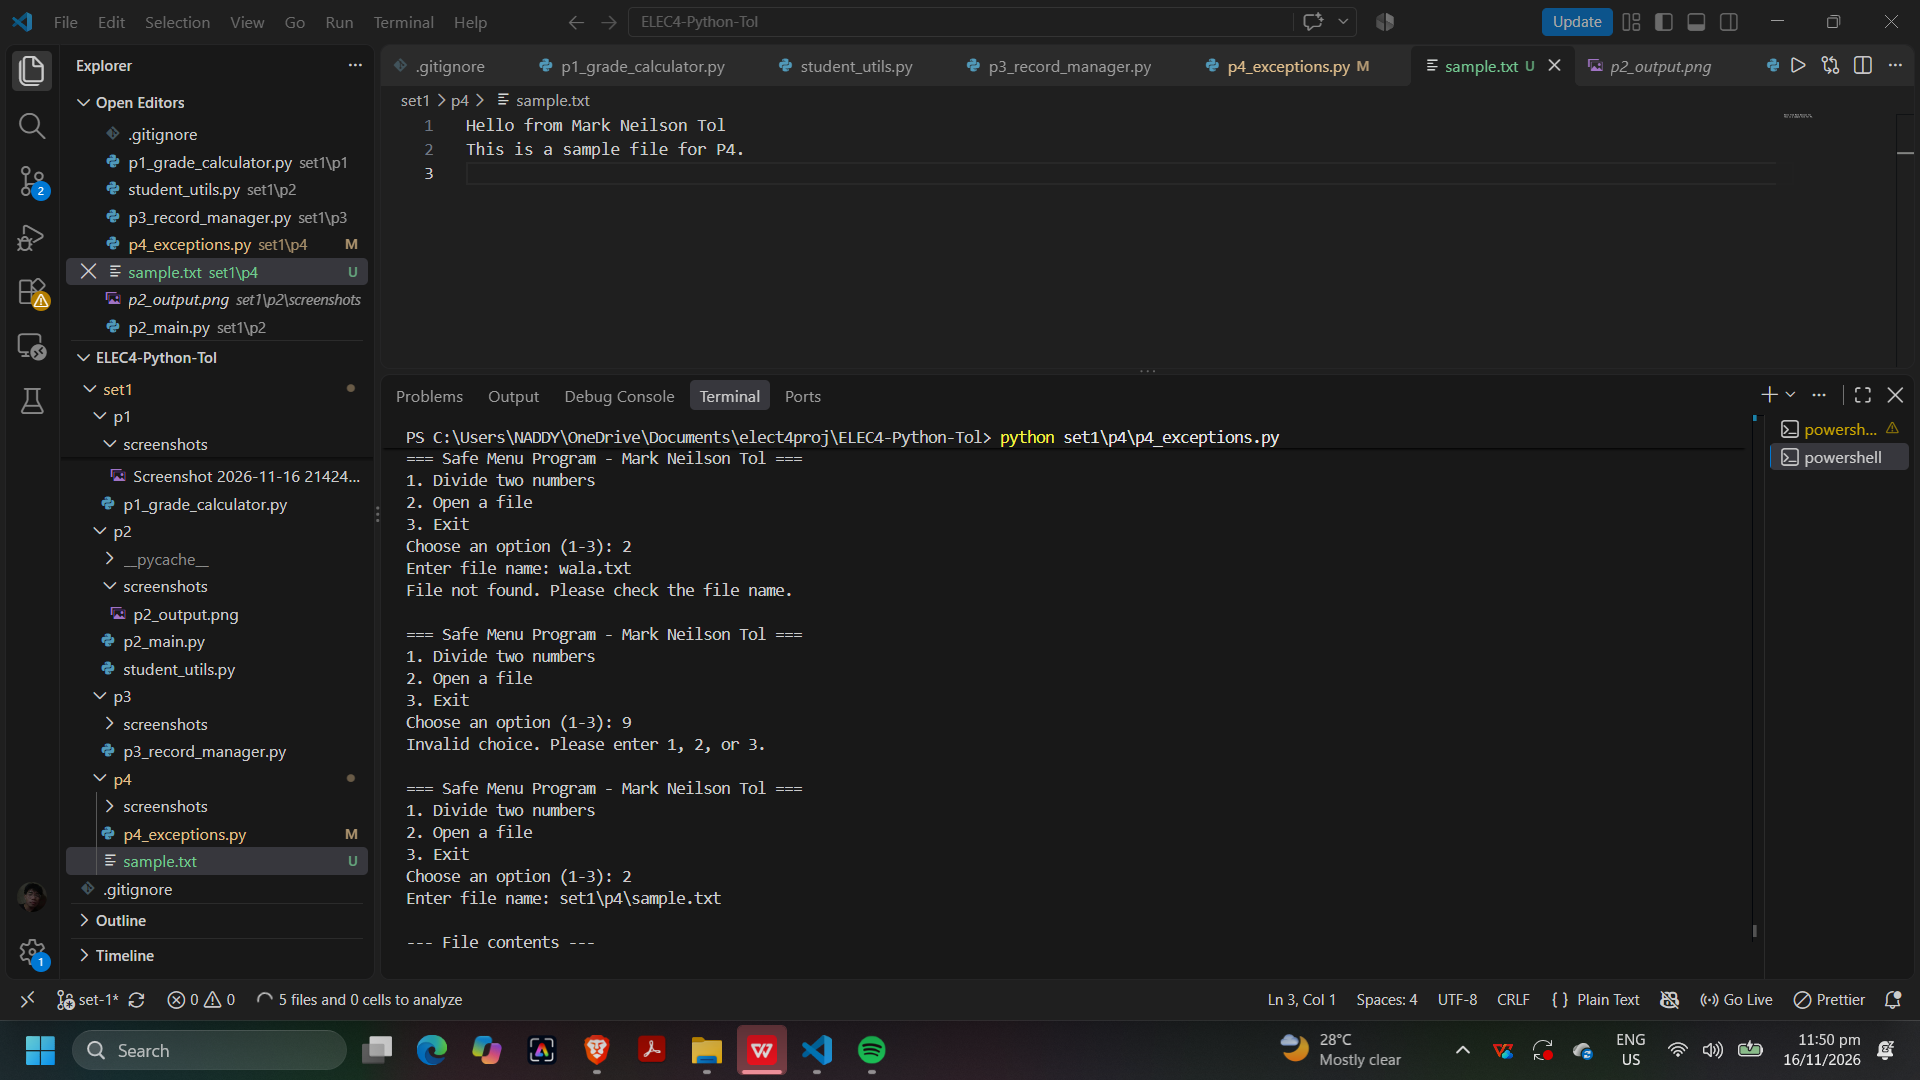 File Edit Selection View Go Run Terminal Help
ELEC4-Python-Tol
Update
Explorer
Open Editors
.gitignore
p1_grade_calculator.py set1\p1
student_utils.py set1\p2
p3_record_manager.py set1\p3
p4_exceptions.py set1\p4 M
sample.txt set1\p4 U
p2_output.png set1\p2\screenshots
p2_main.py set1\p2
ELEC4-Python-Tol
set1
p1
screenshots
Screenshot 2026-11-16 21424...
p1_grade_calculator.py
p2
__pycache__
screenshots
p2_output.png
p2_main.py
student_utils.py
p3
screenshots
p3_record_manager.py
p4
screenshots
p4_exceptions.py M
sample.txt U
.gitignore
Outline
Timeline
2
1
.gitignore p1_grade_calculator.py student_utils.py p3_record_manager.py p4_exceptions.py M sample.txt U p2_output.png
set1 > p4 > sample.txt
1 Hello from Mark Neilson Tol
2 This is a sample file for P4.
3
Problems Output Debug Console Terminal Ports
PS C:\Users\NADDY\OneDrive\Documents\elect4proj\ELEC4-Python-Tol> python set1\p4\p4_exceptions.py
=== Safe Menu Program - Mark Neilson Tol ===
1. Divide two numbers
2. Open a file
3. Exit
Choose an option (1-3): 2
Enter file name: wala.txt
File not found. Please check the file name.
=== Safe Menu Program - Mark Neilson Tol ===
1. Divide two numbers
2. Open a file
3. Exit
Choose an option (1-3): 9
Invalid choice. Please enter 1, 2, or 3.
=== Safe Menu Program - Mark Neilson Tol ===
1. Divide two numbers
2. Open a file
3. Exit
Choose an option (1-3): 2
Enter file name: set1\p4\sample.txt
--- File contents ---
powersh...
powershell
set-1* 0 0 5 files and 0 cells to analyze
Ln 3, Col 1 Spaces: 4 UTF-8 CRLF { } Plain Text Go Live Prettier
Search
28°C
Mostly clear
ENG
US
11:50 pm
16/11/2026